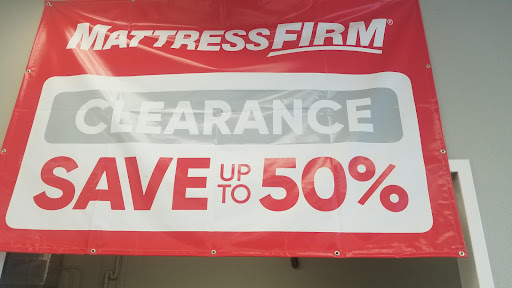 MATTRESSFIRM®
CLEARANCE
SAVE UP TO 50%